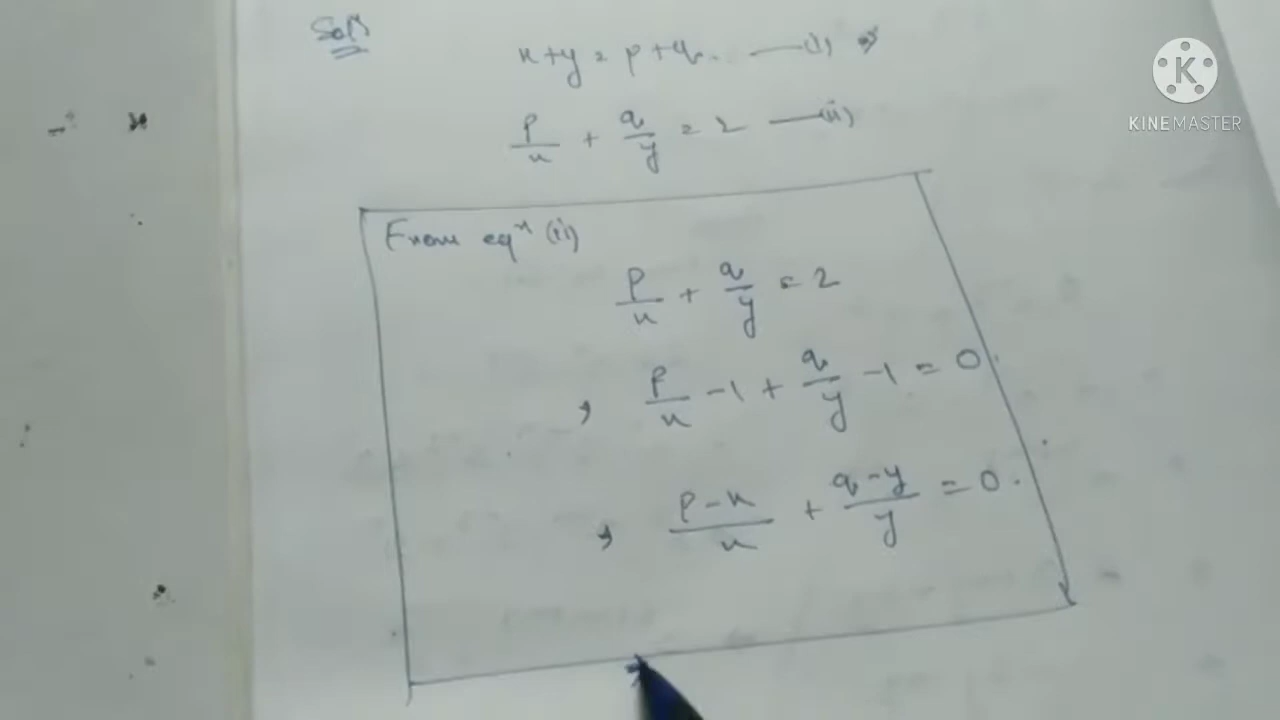 Solⁿ
x+y = p+q. —(i)
p/x + q/y = 2 —(ii)
From eqⁿ (ii)
p/x + q/y = 2
, p/x -1 + q/y -1 = 0.
, p-x/x + q-y/y = 0.
K
KINEMASTER